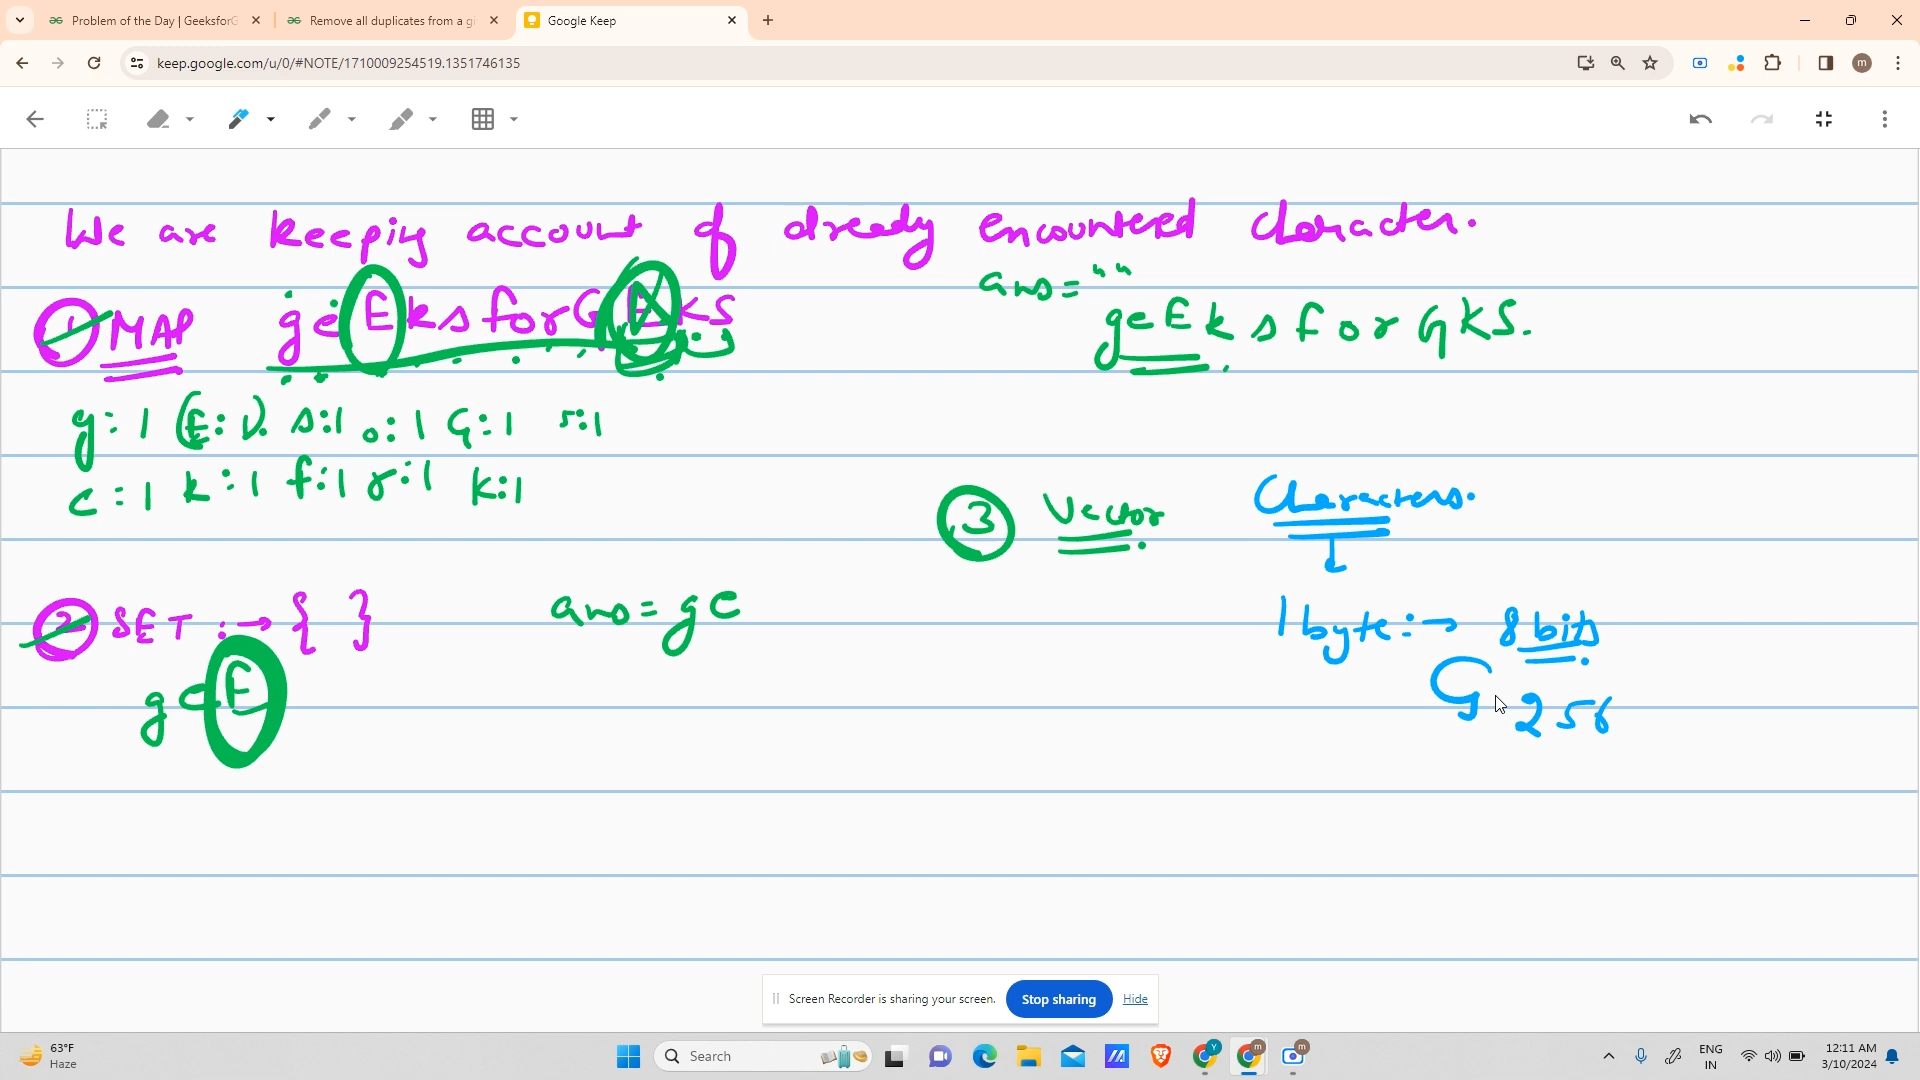 Problem of the Day | GeeksforG
Remove all duplicates from a gi
Google Keep
keep.google.com/u/0/#NOTE/1710009254519.1351746135
m
We are keeping account of already encountered character.
ans = " "
① MAP geEksforGEKS
geEksforGKS.
g:1 (E:1). s:1 o:1 G:1 S:1
e:1 k:1 f:1 r:1 K:1
③ Vector Characters.
② SET :→ { } ans = ge
1 byte :→ 8 bits
geE
256
Screen Recorder is sharing your screen. Stop sharing Hide
63°F
Haze
Search
ENG
IN
12:11 AM
3/10/2024